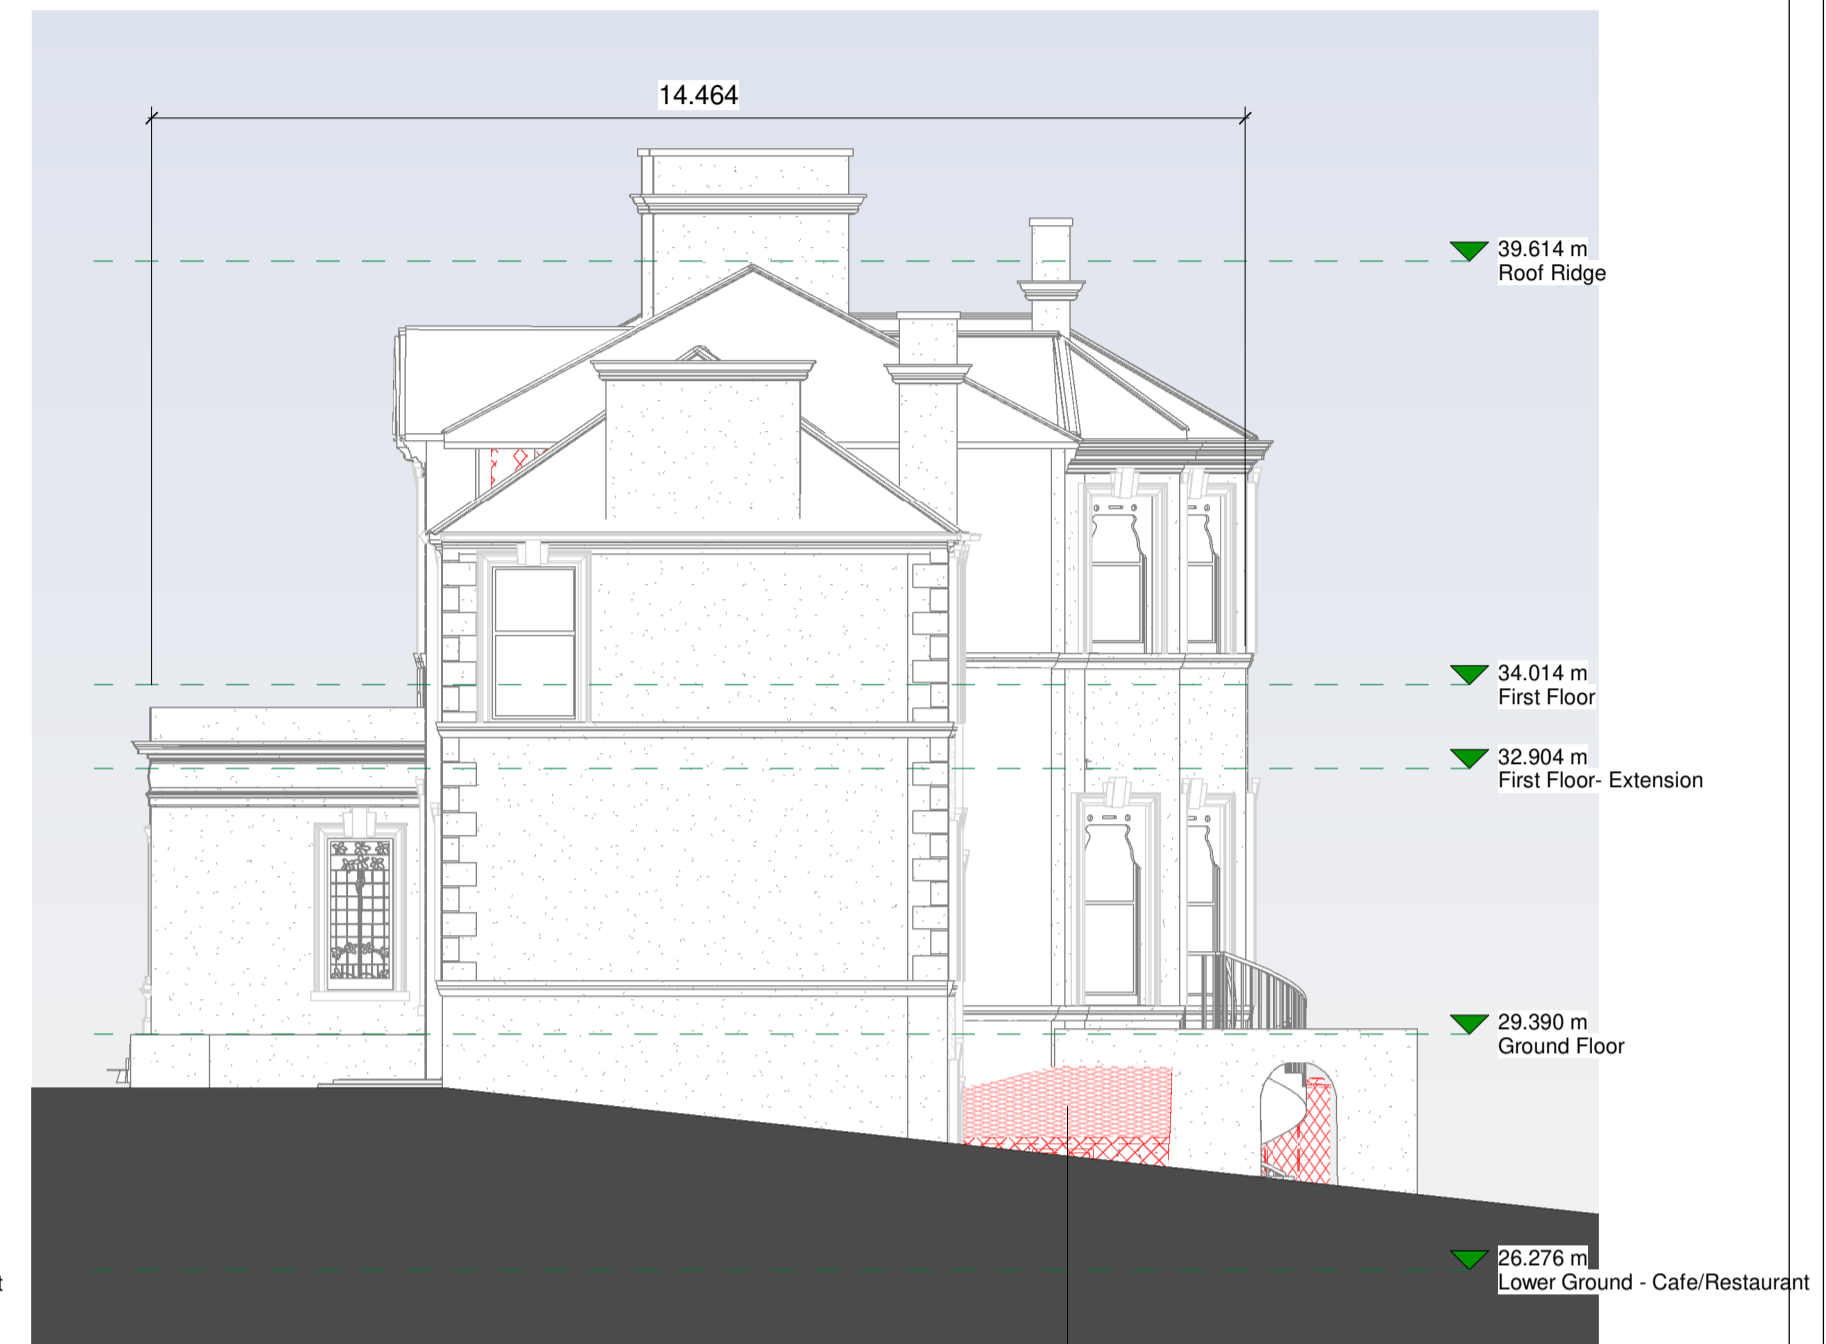 14.464
39.614 m
Roof Ridge
34.014 m
First Floor
32.904 m
First Floor- Extension
29.390 m
Ground Floor
26.276 m
Lower Ground - Cafe/Restaurant
t